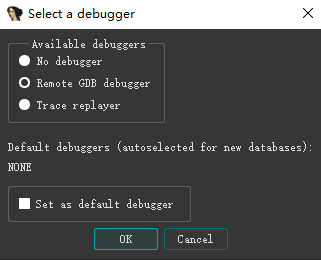 Select a debugger
Available debuggers
No debugger
Remote GDB debugger
Trace replayer
Default debuggers (autoselected for new databases):
NONE
Set as default debugger
OK Cancel